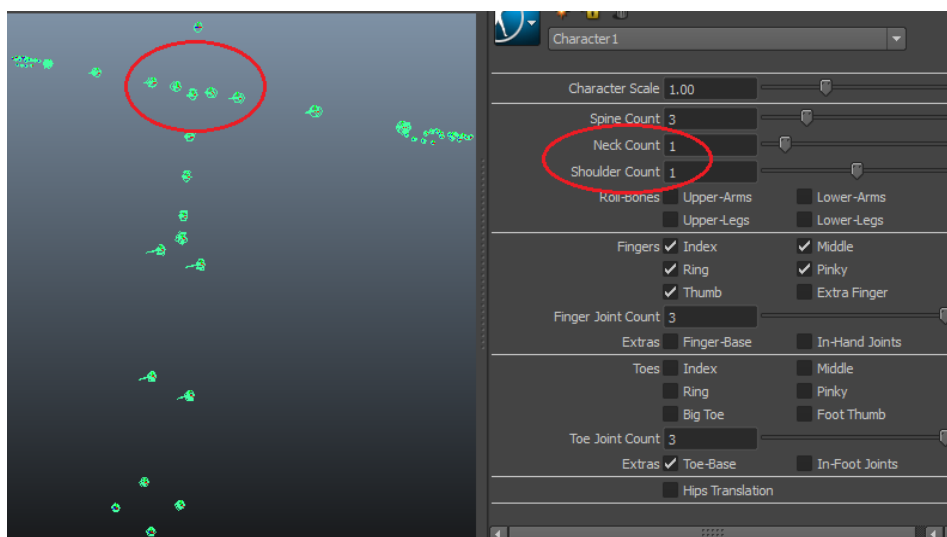 Character1
Character Scale 1.00
Spine Count 3
Neck Count 1
Shoulder Count 1
Roll-Bones Upper-Arms Lower-Arms
Upper-Legs Lower-Legs
Fingers Index Middle
Ring Pinky
Thumb Extra Finger
Finger Joint Count 3
Extras Finger-Base In-Hand Joints
Toes Index Middle
Ring Pinky
Big Toe Foot Thumb
Toe Joint Count 3
Extras Toe-Base In-Foot Joints
Hips Translation